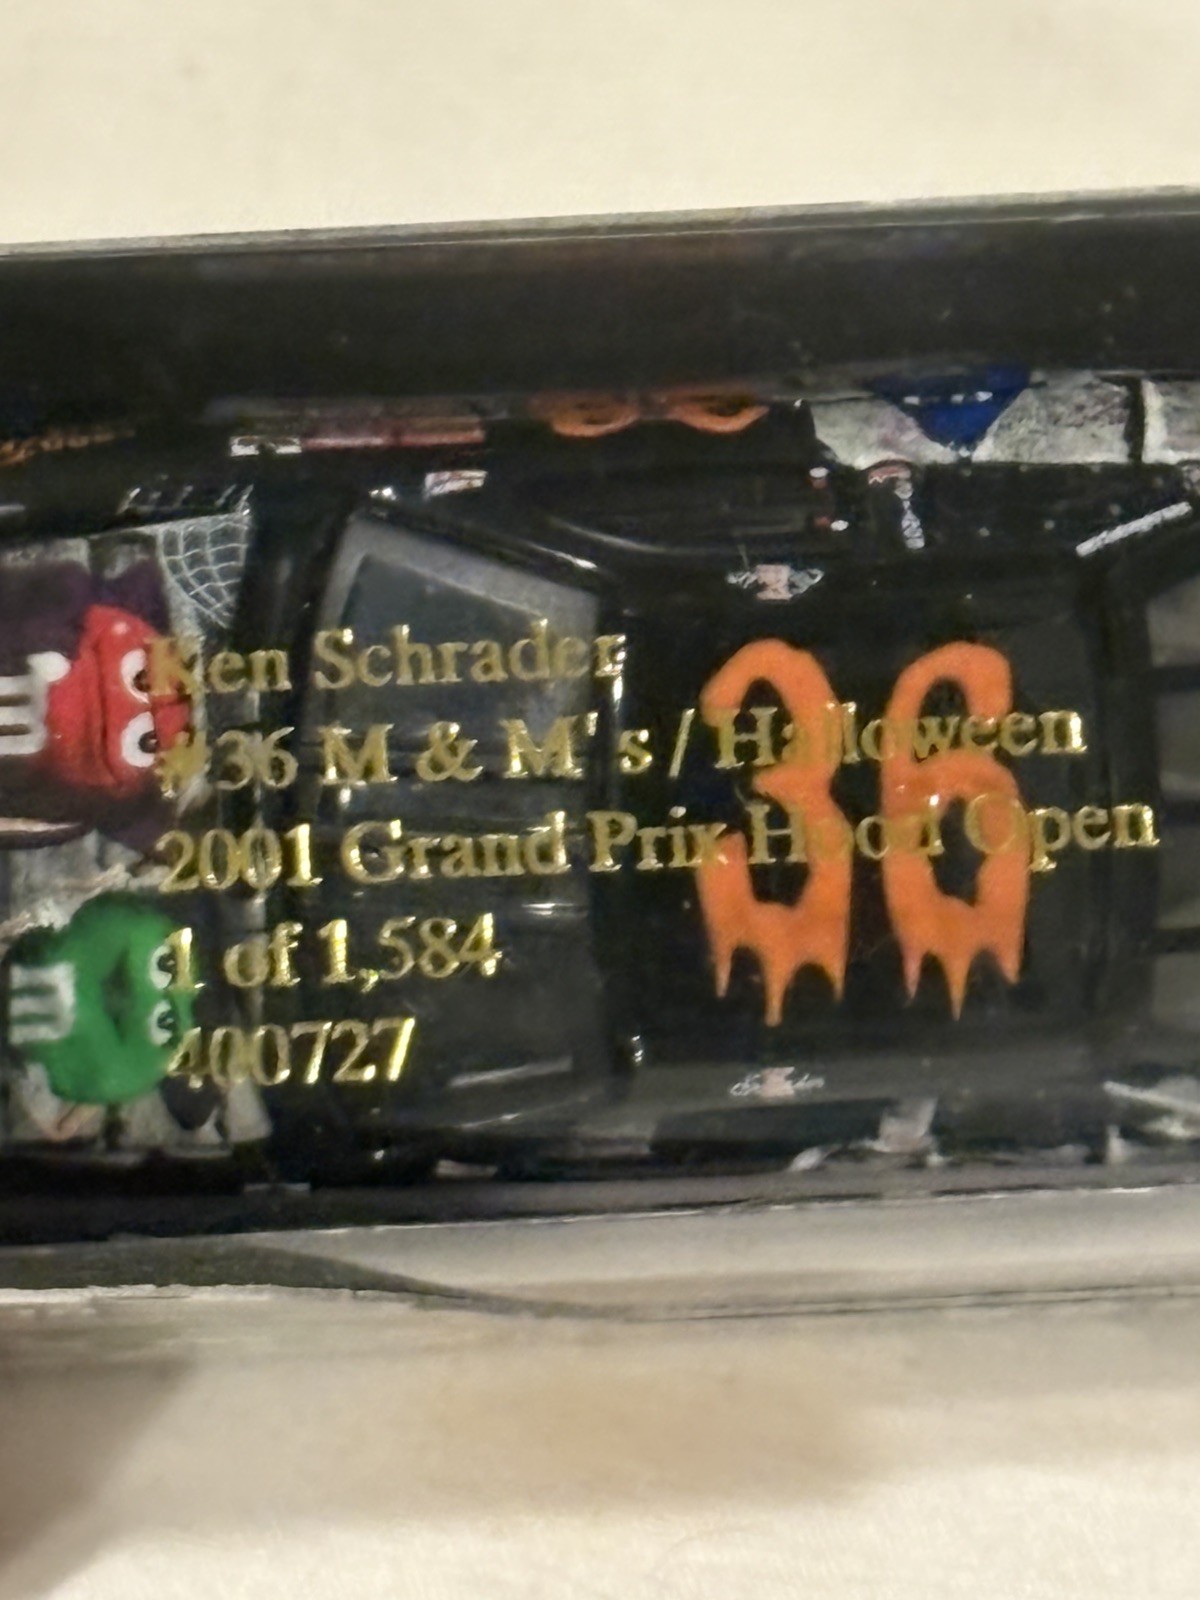 Ken Schrader
#36 M & M's / Halloween
2001 Grand Prix Hood Open
1 of 1,584
400727
36
m
m